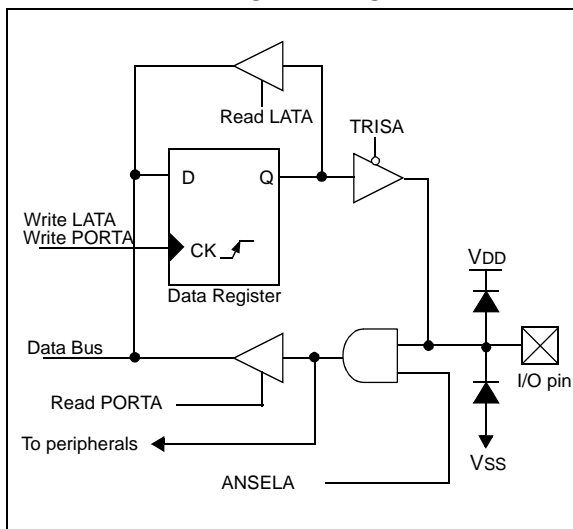 Read LATA
TRISA
D
Q
Write LATA
Write PORTA
CK
Data Register
VDD
Data Bus
I/O pin
Read PORTA
To peripherals
VSS
ANSELA